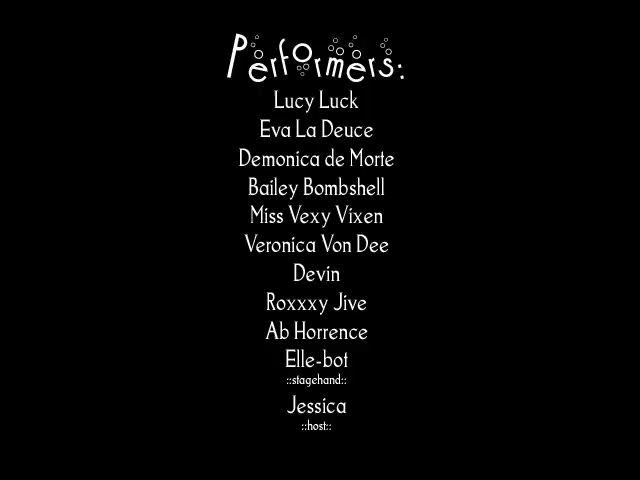 Performers:
Lucy Luck
Eva La Deuce
Demonica de Morte
Bailey Bombshell
Miss Vexy Vixen
Veronica Von Dee
Devin
Roxxxy Jive
Ab Horrence
Elle-bot
::stagehand::
Jessica
::host::